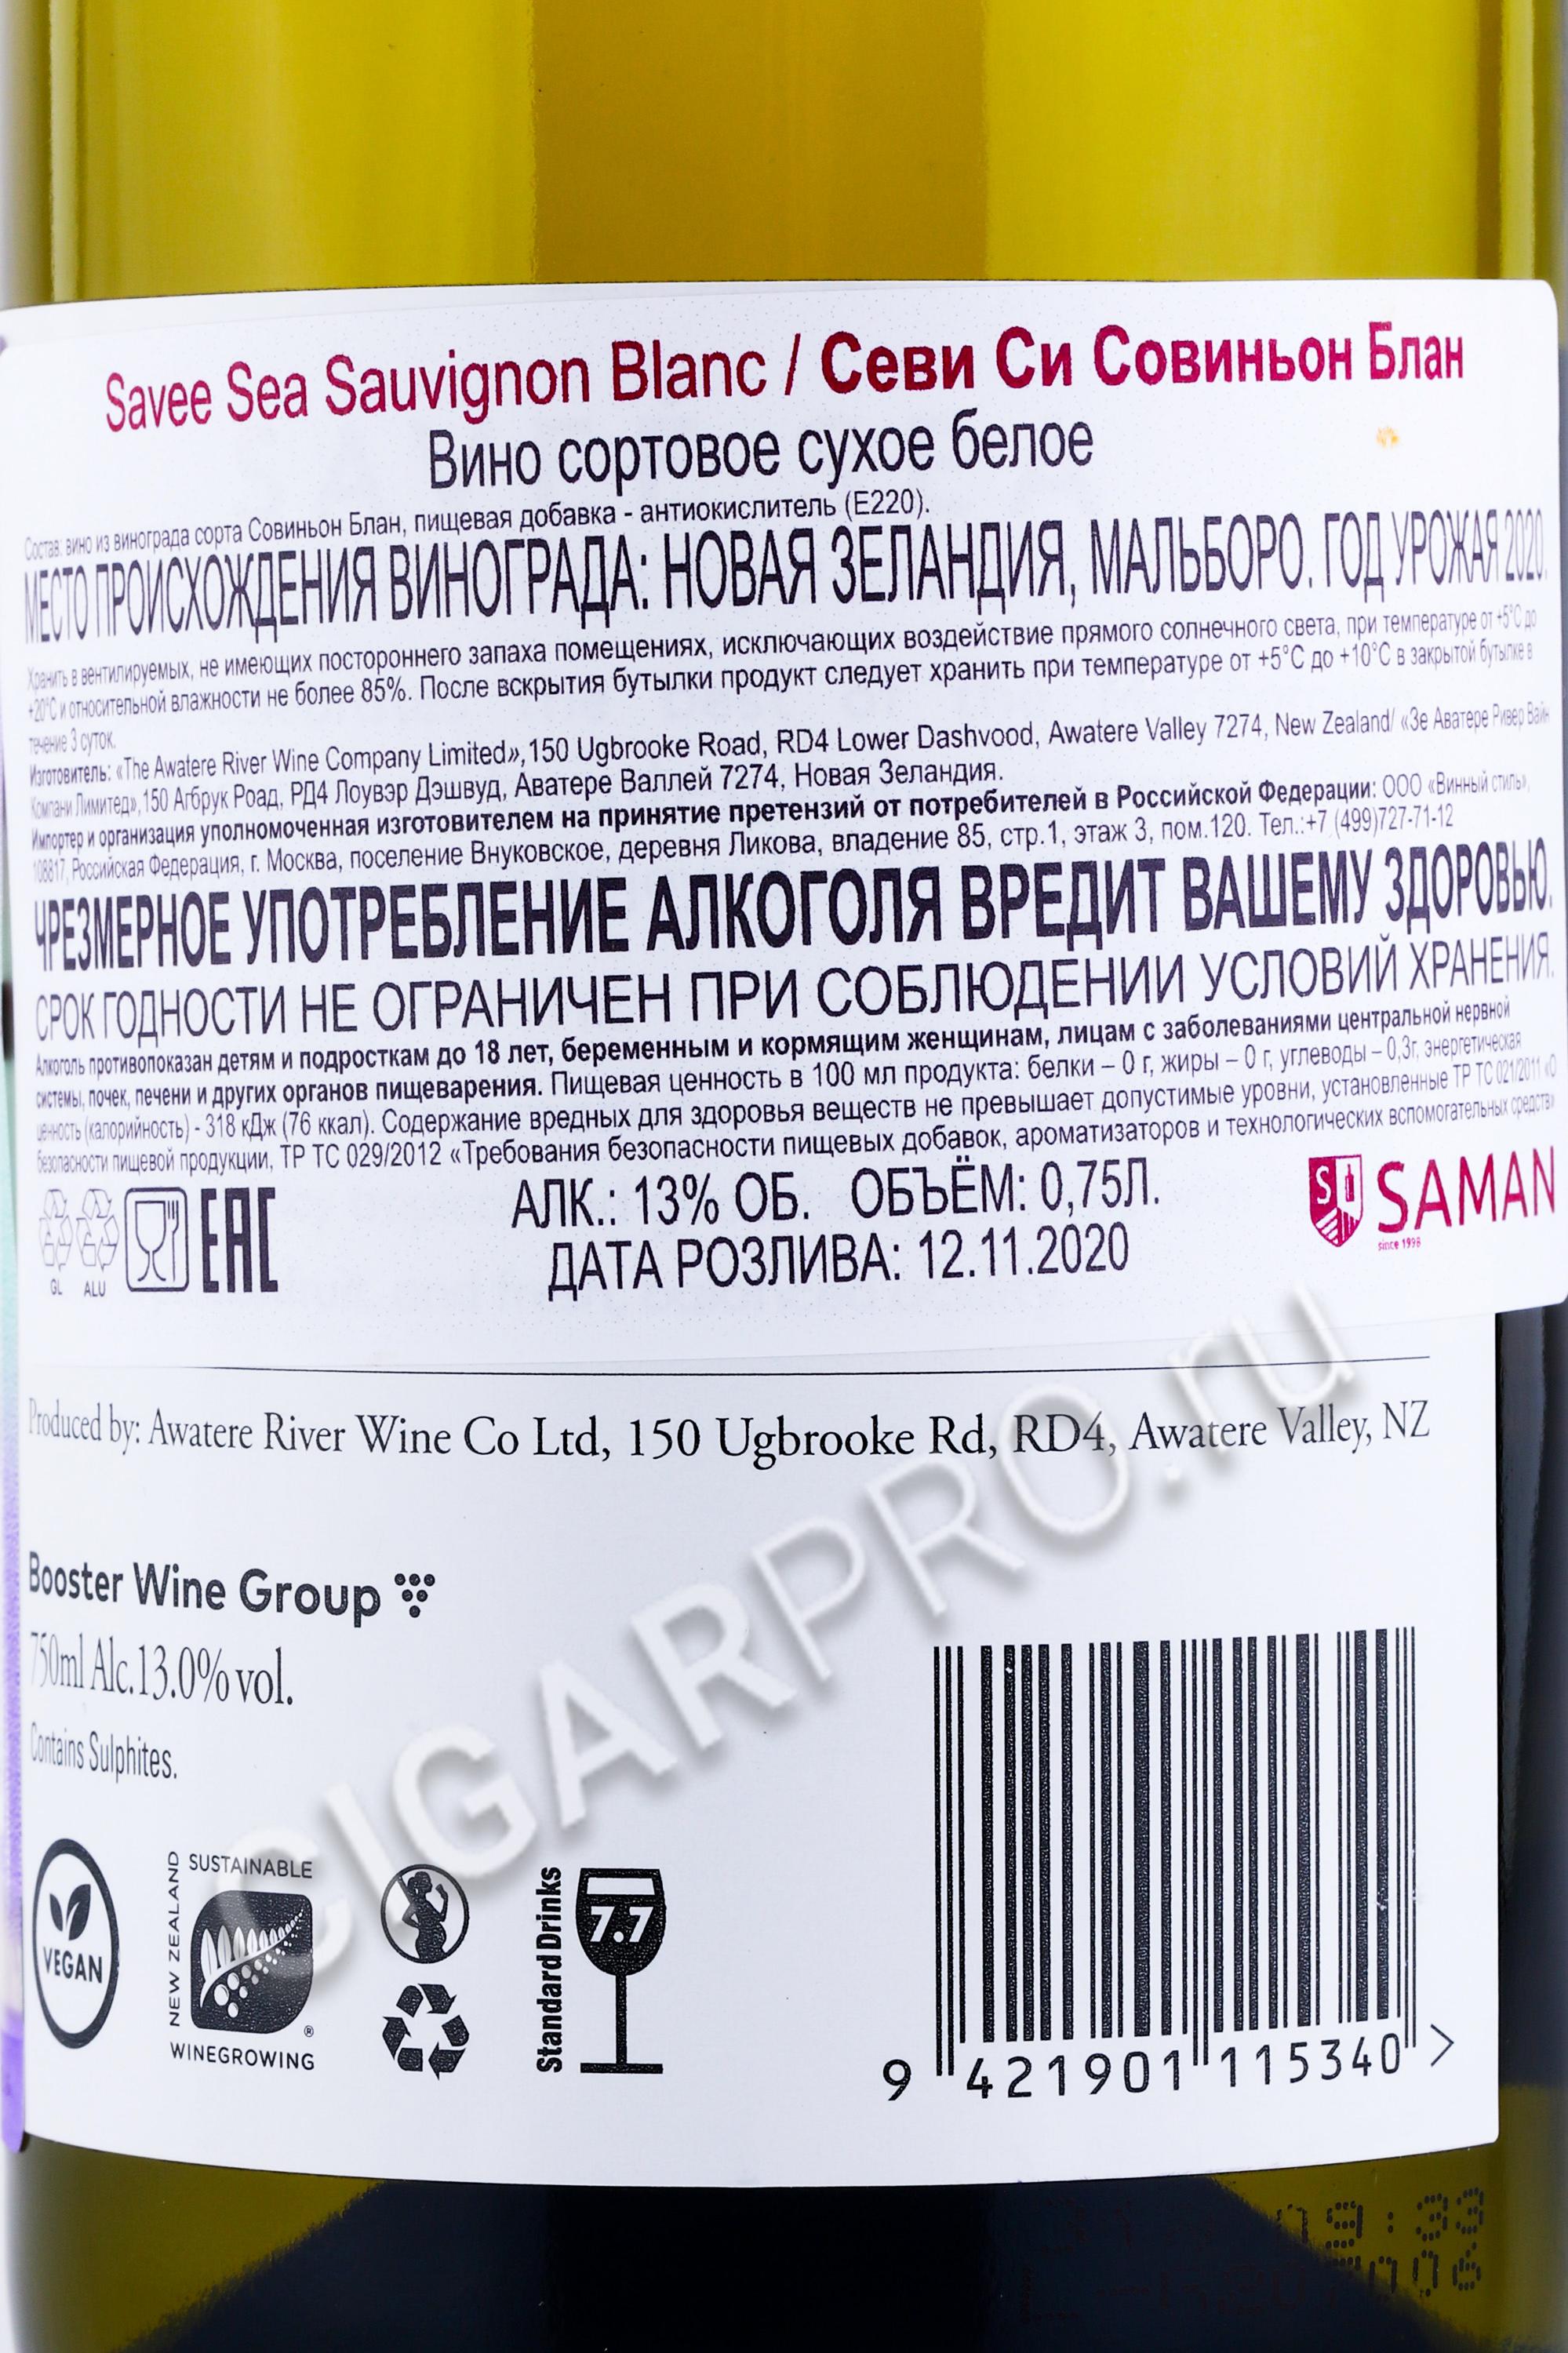 Savee Sea Sauvignon Blanc / Севи Си Совиньон Блан
Вино сортовое сухое белое
Состав: вино из винограда сорта Совиньон Блан, пищевая добавка - антиокислитель (Е220).
МЕСТО ПРОИСХОЖДЕНИЯ ВИНОГРАДА: НОВАЯ ЗЕЛАНДИЯ, МАЛЬБОРО. ГОД УРОЖАЯ 2020.
Хранить в вентилируемых, не имеющих постороннего запаха помещениях, исключающих воздействие прямого солнечного света, при температуре от +5°С до
+20°С и относительной влажности не более 85%. После вскрытия бутылки продукт следует хранить при температуре от +5°С до +10°С в закрытой бутылке в
течение 3 суток.
Изготовитель: «The Awatere River Wine Company Limited», 150 Ugbrooke Road, RD4 Lower Dashvood, Awatere Valley 7274, New Zealand/ «Зе Аватере Ривер Вайн
Компани Лимитед», 150 Агбрук Роад, РД4 Лоувэр Дэшвуд, Аватере Валлей 7274, Новая Зеландия.
Импортер и организация уполномоченная изготовителем на принятие претензий от потребителей в Российской Федерации: ООО «Винный стиль»,
108817, Российская Федерация, г. Москва, поселение Внуковское, деревня Ликова, владение 85, стр.1, этаж 3, пом.120. Тел.:+7 (499)727-71-12
ЧРЕЗМЕРНОЕ УПОТРЕБЛЕНИЕ АЛКОГОЛЯ ВРЕДИТ ВАШЕМУ ЗДОРОВЬЮ.
СРОК ГОДНОСТИ НЕ ОГРАНИЧЕН ПРИ СОБЛЮДЕНИИ УСЛОВИЙ ХРАНЕНИЯ.
Алкоголь противопоказан детям и подросткам до 18 лет, беременным и кормящим женщинам, лицам с заболеваниями центральной нервной
системы, почек, печени и других органов пищеварения. Пищевая ценность в 100 мл продукта: белки – 0 г, жиры – 0 г, углеводы – 0,3г, энергетическая
ценность (калорийность) - 318 кДж (76 ккал). Содержание вредных для здоровья веществ не превышает допустимые уровни, установленные ТР ТС 021/2011 «О
безопасности пищевой продукции, ТР ТС 029/2012 «Требования безопасности пищевых добавок, ароматизаторов и технологических вспомогательных средств»
GL ALU EAC
АЛК.: 13% ОБ. ОБЪЁМ: 0,75Л.
ДАТА РОЗЛИВА: 12.11.2020
SAMAN
since 1998
Produced by: Awatere River Wine Co Ltd, 150 Ugbrooke Rd, RD4, Awatere Valley, NZ
Booster Wine Group
750ml Alc.13.0% vol.
Contains Sulphites.
VEGAN
SUSTAINABLE
NEW ZEALAND
WINEGROWING
Standard Drinks
7.7
9 421901 115340 >
CIGARPRO.ru
19:33